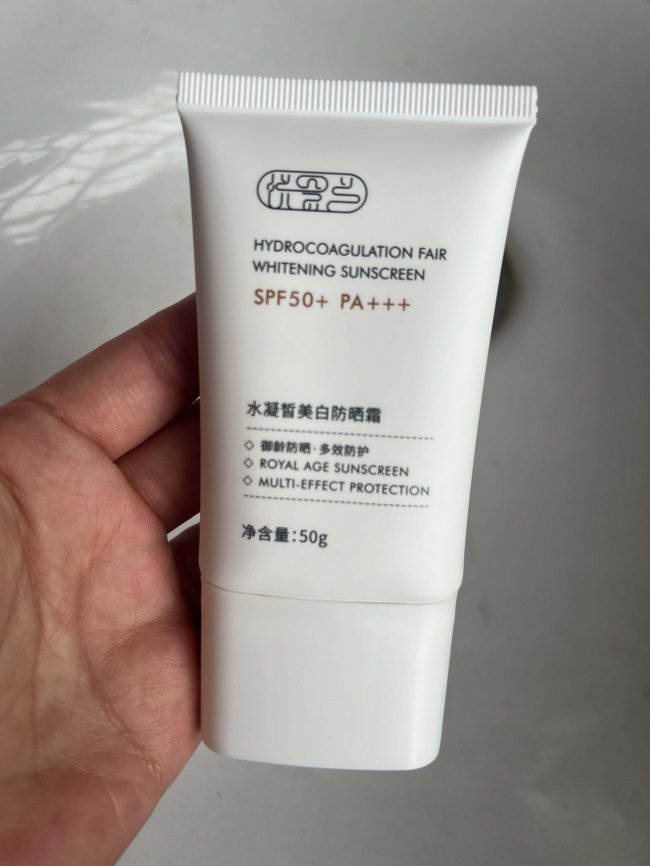 HYDROCOAGULATION FAIR
WHITENING SUNSCREEN
SPF50+ PA+++
水凝皙美白防晒霜
御龄防晒·多效防护
ROYAL AGE SUNSCREEN
MULTI-EFFECT PROTECTION
净含量:50g